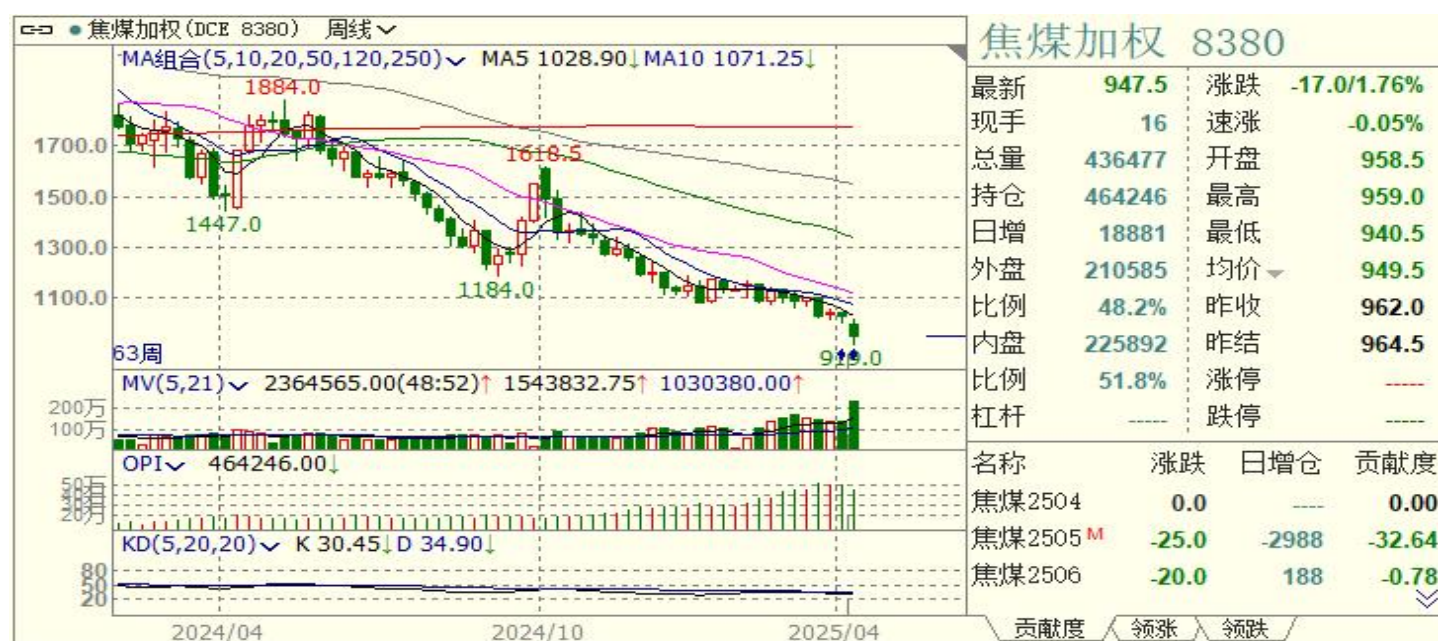 焦煤加权(DCE 8380) 周线
MA组合(5,10,20,50,120,250) MA5 1028.90↓MA10 1071.25↓
1884.0
1700.0
1618.5
1500.0
1447.0
1300.0
1184.0
1100.0
63周
MV(5,21) 2364565.00(48:52)↑ 1543832.75↑ 1030380.00↑
200万
100万
OPI 464246.00↓
50万
20万
KD(5,20,20) K 30.45↓D 34.90↓
80
50
20
2024/04 2024/10 2025/04
焦煤加权 8380
最新 947.5 涨跌 -17.0/1.76%
现手 16 速涨 -0.05%
总量 436477 开盘 958.5
持仓 464246 最高 959.0
日增 18881 最低 940.5
外盘 210585 均价 949.5
比例 48.2% 昨收 962.0
内盘 225892 昨结 964.5
比例 51.8% 涨停 -----
杠杆 ----- 跌停 -----
名称 涨跌 日增仓 贡献度
焦煤2504 0.0 ---- 0.00
焦煤2505 M -25.0 -2988 -32.64
焦煤2506 -20.0 188 -0.78
贡献度 领涨 领跌